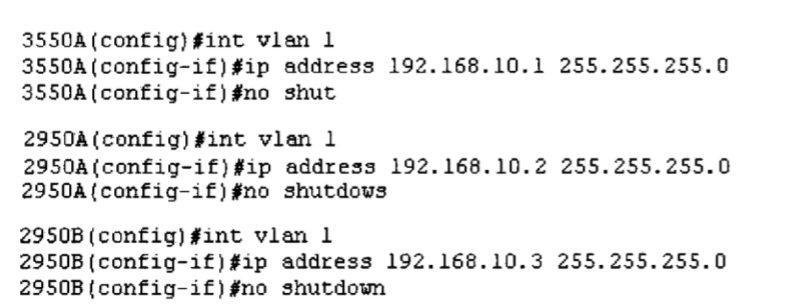 3550A(config)#int vlan 1
3550A(config-if)#ip address 192.168.10.1 255.255.255.0
3550A(config-if)#no shut
2950A(config)#int vlan 1
2950A(config-if)#ip address 192.168.10.2 255.255.255.0
2950A(config-if)#no shutdows
2950B(config)#int vlan 1
2950B(config-if)#ip address 192.168.10.3 255.255.255.0
2950B(config-if)#no shutdown